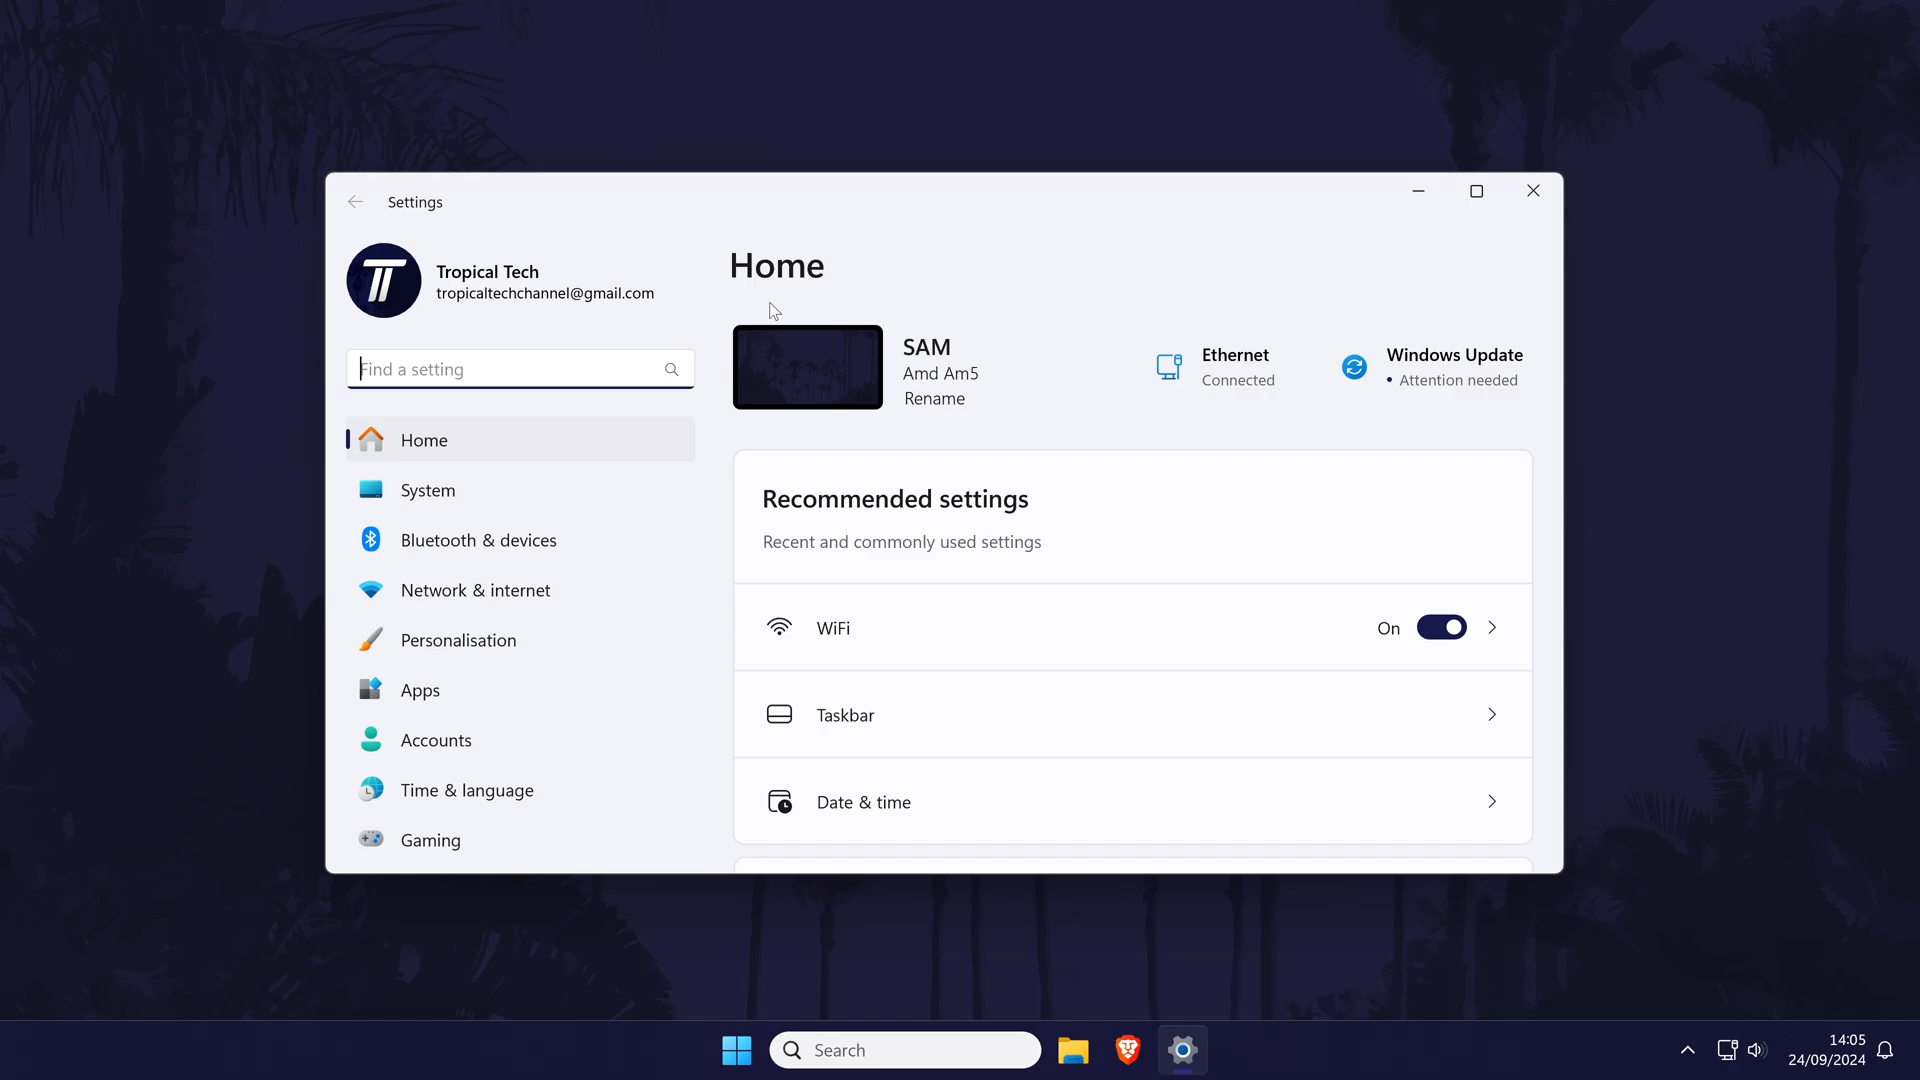 Settings
Tropical Tech
tropicaltechchannel@gmail.com
Find a setting
Home
System
Bluetooth & devices
Network & internet
Personalisation
Apps
Accounts
Time & language
Gaming
Home
SAM
Amd Am5
Rename
Ethernet
Connected
Windows Update
• Attention needed
Recommended settings
Recent and commonly used settings
WiFi
On
Taskbar
Date & time
Search
14:05
24/09/2024